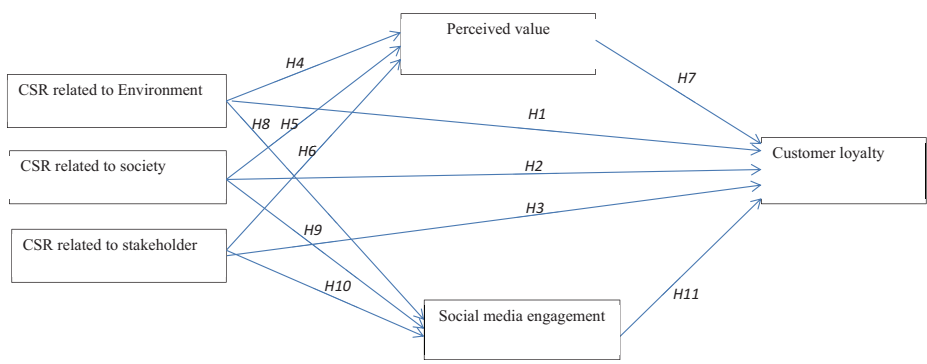 Perceived value
H4
H7
CSR related to Environment
H1
H8
H5
H6
Customer loyalty
CSR related to society
H2
H3
CSR related to stakeholder
H9
H10
H11
Social media engagement